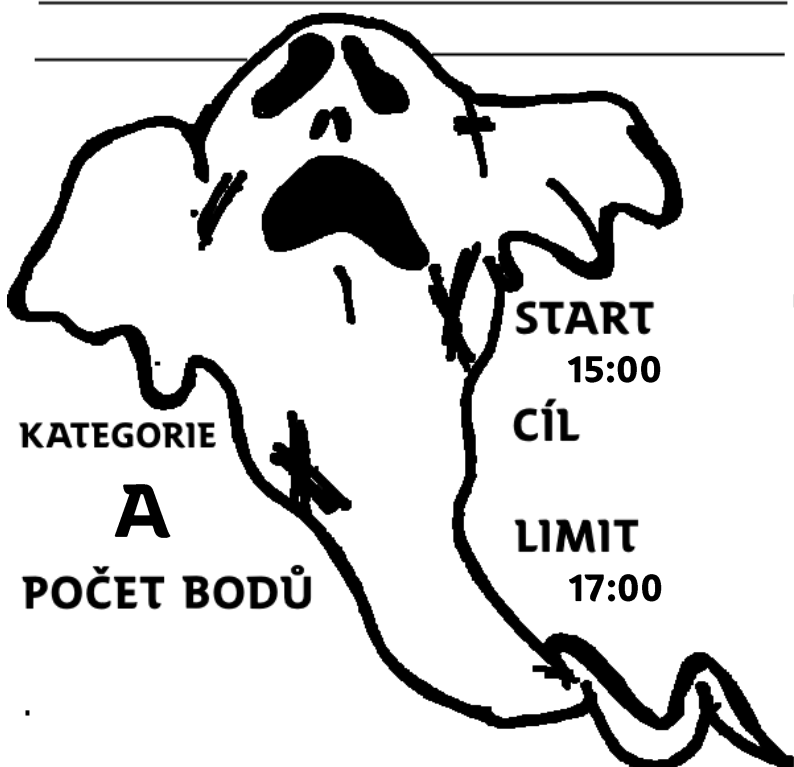 START
15:00
CÍL
KATEGORIE
A
LIMIT
17:00
POČET BODŮ